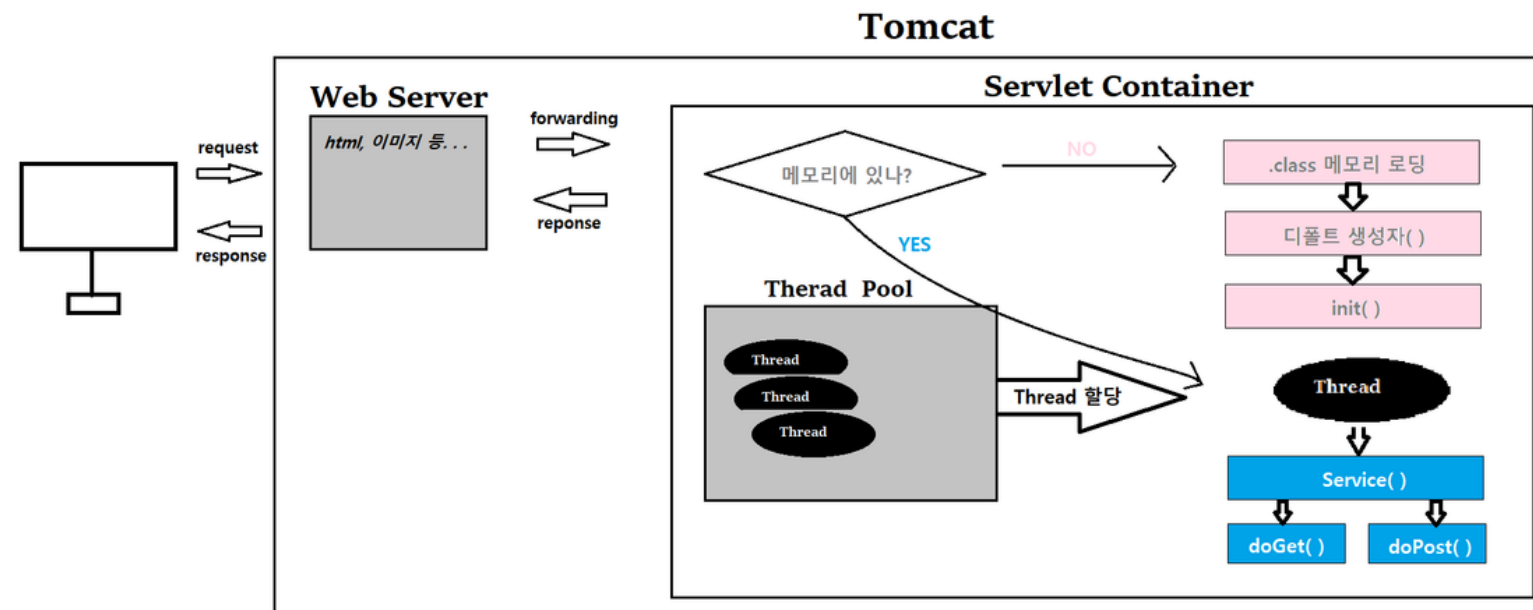 Tomcat
Web Server
Servlet Container
html, 이미지 등. . .
request
response
forwarding
reponse
메모리에 있나?
NO
YES
.class 메모리 로딩
디폴트 생성자( )
init( )
Therad Pool
Thread
Thread
Thread
Thread 할당
Thread
Service( )
doGet( )
doPost( )